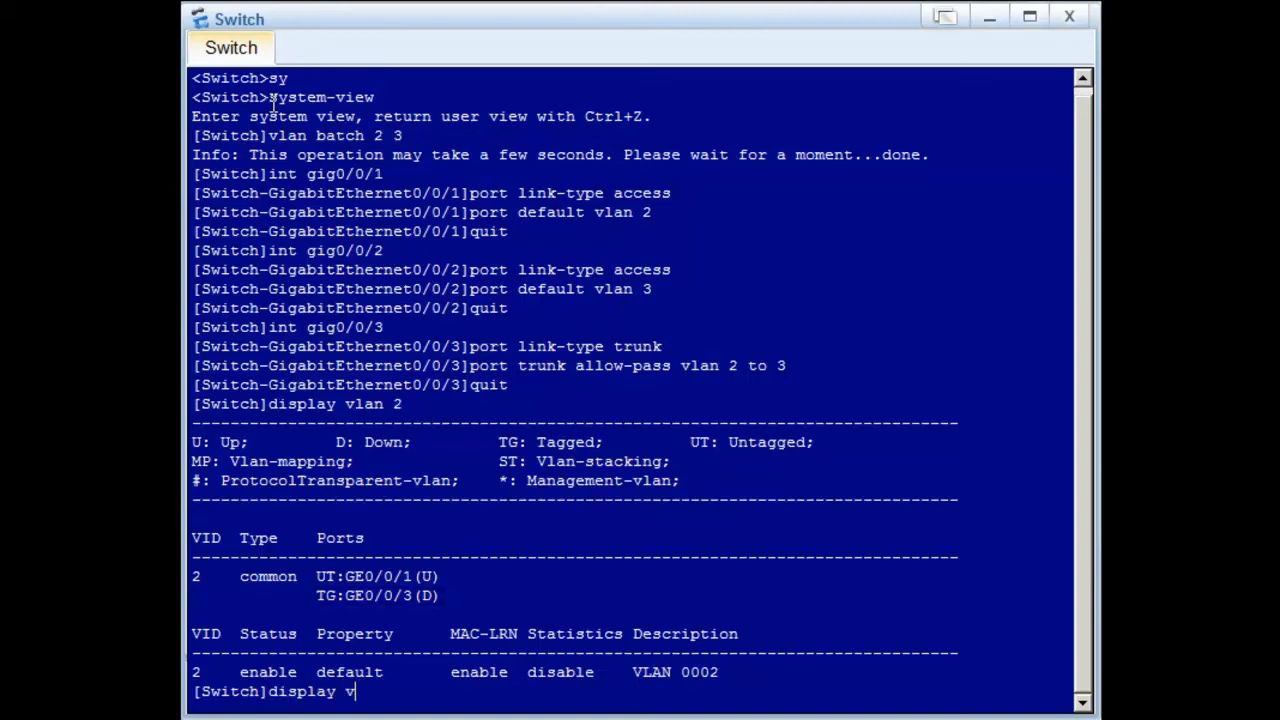 Switch
Switch
<Switch>sy
<Switch>system-view
Enter system view, return user view with Ctrl+Z.
[Switch]vlan batch 2 3
Info: This operation may take a few seconds. Please wait for a moment...done.
[Switch]int gig0/0/1
[Switch-GigabitEthernet0/0/1]port link-type access
[Switch-GigabitEthernet0/0/1]port default vlan 2
[Switch-GigabitEthernet0/0/1]quit
[Switch]int gig0/0/2
[Switch-GigabitEthernet0/0/2]port link-type access
[Switch-GigabitEthernet0/0/2]port default vlan 3
[Switch-GigabitEthernet0/0/2]quit
[Switch]int gig0/0/3
[Switch-GigabitEthernet0/0/3]port link-type trunk
[Switch-GigabitEthernet0/0/3]port trunk allow-pass vlan 2 to 3
[Switch-GigabitEthernet0/0/3]quit
[Switch]display vlan 2
--------------------------------------------------------------------------------
U: Up;         D: Down;         TG: Tagged;         UT: Untagged;
MP: Vlan-mapping;               ST: Vlan-stacking;
#: ProtocolTransparent-vlan;    *: Management-vlan;
--------------------------------------------------------------------------------
VID  Type    Ports
--------------------------------------------------------------------------------
2    common  UT:GE0/0/1(U)
TG:GE0/0/3(D)
VID  Status  Property      MAC-LRN Statistics Description
--------------------------------------------------------------------------------
2    enable  default       enable  disable    VLAN 0002
[Switch]display v